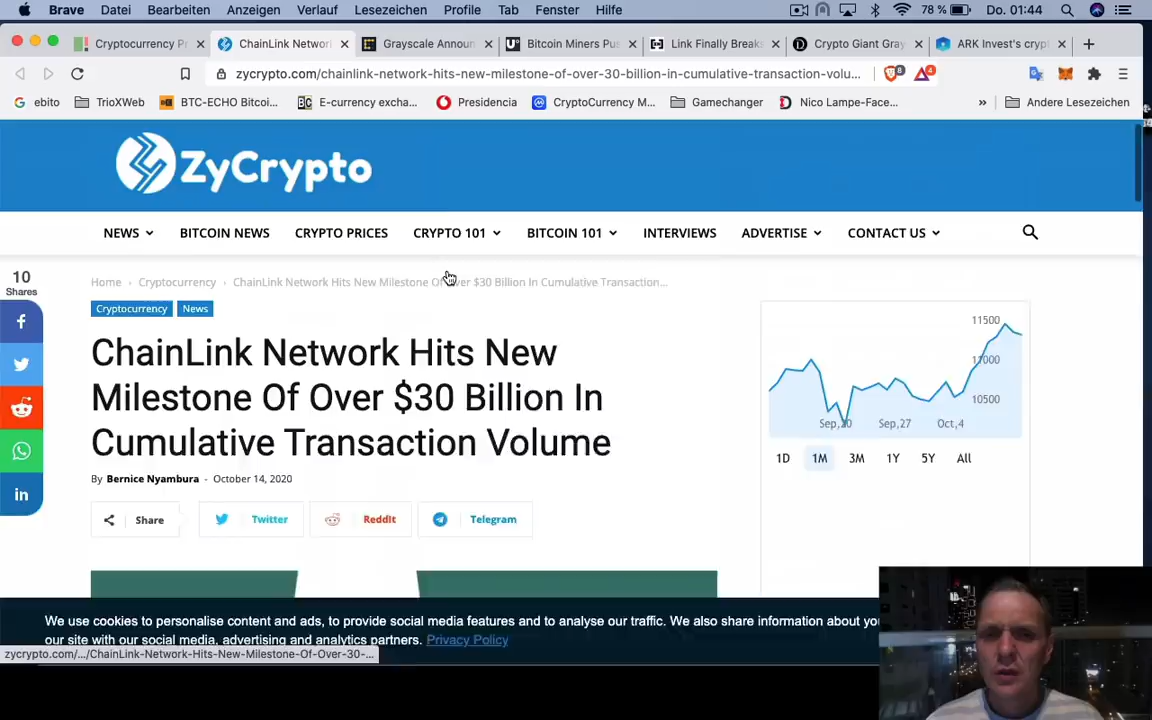 Brave Datei Bearbeiten Anzeigen Verlauf Lesezeichen Profile Tab Fenster Hilfe 78 % Do. 01:44
Cryptocurrency P
ChainLink Networ
Grayscale Announ
Bitcoin Miners Pu
Link Finally Breaks
Crypto Giant Gray
ARK Invest's crypt
zycrypto.com/chainlink-network-hits-new-milestone-of-over-30-billion-in-cumulative-transaction-volu...
8
4
ebito TrioXWeb BTC-ECHO Bitcoi... E-currency excha... Presidencia CryptoCurrency M... Gamechanger Nico Lampe-Face... » Andere Lesezeichen
ZyCrypto
NEWS BITCOIN NEWS CRYPTO PRICES CRYPTO 101 BITCOIN 101 INTERVIEWS ADVERTISE CONTACT US
10
Shares
Home › Cryptocurrency › ChainLink Network Hits New Milestone Of Over $30 Billion In Cumulative Transaction...
Cryptocurrency News
ChainLink Network Hits New
Milestone Of Over $30 Billion In
Cumulative Transaction Volume
By Bernice Nyambura - October 14, 2020
Share Twitter ReddIt Telegram
11500
11000
10500
Sep,20 Sep,27 Oct,4
1D 1M 3M 1Y 5Y All
We use cookies to personalise content and ads, to provide social media features and to analyse our traffic. We also share information about
our site with our social media, advertising and analytics partners. Privacy Policy
zycrypto.com/.../ChainLink-Network-Hits-New-Milestone-Of-Over-30-...